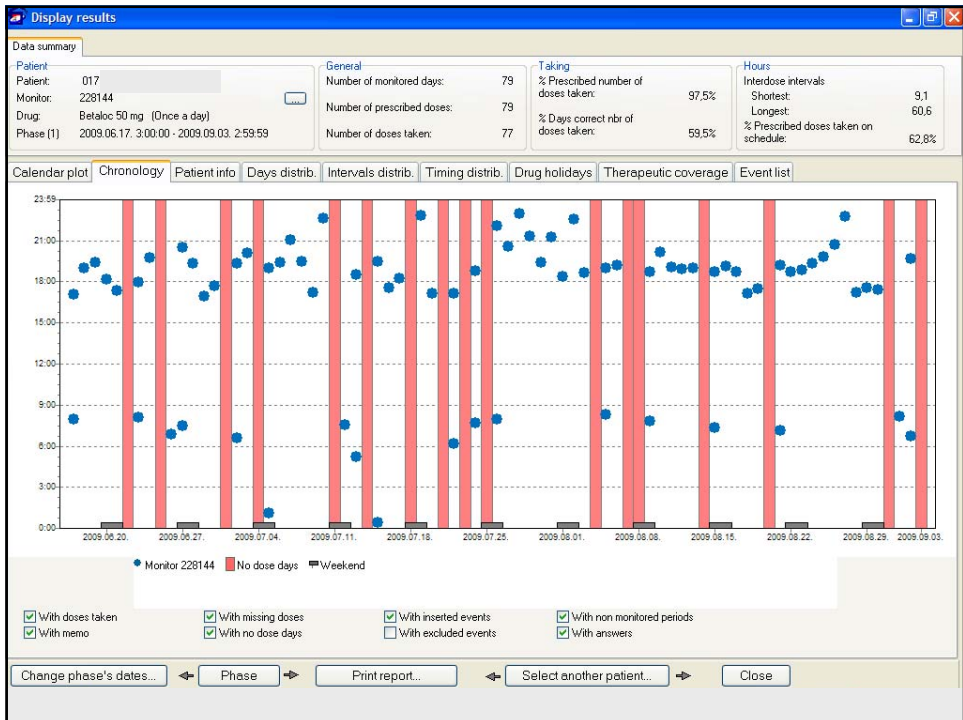 Display results
Data summary
Patient
Patient: 017
Monitor: 228144 ...
Drug: Betaloc 50 mg (Once a day)
Phase (1) 2009.06.17. 3:00:00 - 2009.09.03. 2:59:59
General
Number of monitored days: 79
Number of prescribed doses: 79
Number of doses taken: 77
Taking
% Prescribed number of
doses taken: 97,5%
% Days correct nbr of
doses taken: 59,5%
Hours
Interdose intervals
Shortest: 9,1
Longest: 60,6
% Prescribed doses taken on
schedule: 62,8%
Calendar plot Chronology Patient info Days distrib. Intervals distrib. Timing distrib. Drug holidays Therapeutic coverage Event list
23:59
21:00
18:00
15:00
12:00
9:00
6:00
3:00
0:00
2009.06.20. 2009.06.27. 2009.07.04. 2009.07.11. 2009.07.18. 2009.07.25. 2009.08.01. 2009.08.08. 2009.08.15. 2009.08.22. 2009.08.29. 2009.09.03.
Monitor 228144 No dose days Weekend
With doses taken With missing doses With inserted events With non monitored periods
With memo With no dose days With excluded events With answers
Change phase's dates... Phase Print report... Select another patient... Close